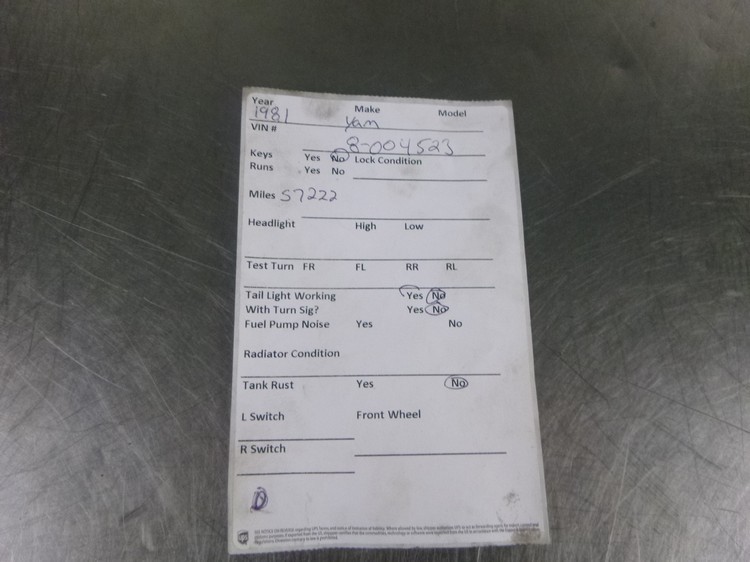 Year Make Model
1981 Yam
VIN #
8-004523
Keys Yes No Lock Condition
Runs Yes No
Miles 57222
Headlight High Low
Test Turn FR FL RR RL
Tail Light Working Yes No
With Turn Sig? Yes No
Fuel Pump Noise Yes No
Radiator Condition
Tank Rust Yes No
L Switch Front Wheel
R Switch
D